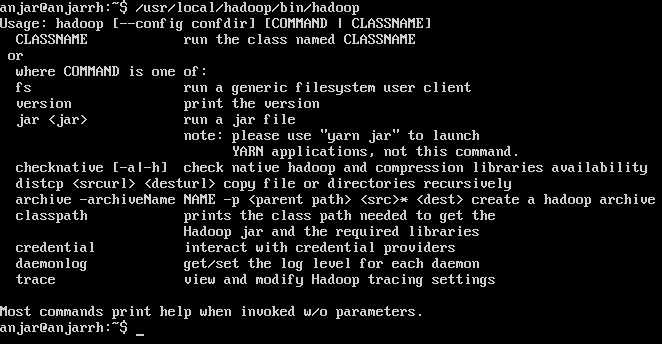 anjar@anjarrh:~$ /usr/local/hadoop/bin/hadoop
Usage: hadoop [--config confdir] [COMMAND | CLASSNAME]
  CLASSNAME            run the class named CLASSNAME
 or
  where COMMAND is one of:
  fs                   run a generic filesystem user client
  version              print the version
  jar <jar>            run a jar file
                       note: please use "yarn jar" to launch
                             YARN applications, not this command.
  checknative [-a|-h]  check native hadoop and compression libraries availability
  distcp <srcurl> <desturl> copy file or directories recursively
  archive -archiveName NAME -p <parent path> <src>* <dest> create a hadoop archive
  classpath            prints the class path needed to get the
                       Hadoop jar and the required libraries
  credential           interact with credential providers
  daemonlog            get/set the log level for each daemon
  trace                view and modify Hadoop tracing settings

Most commands print help when invoked w/o parameters.
anjar@anjarrh:~$ _